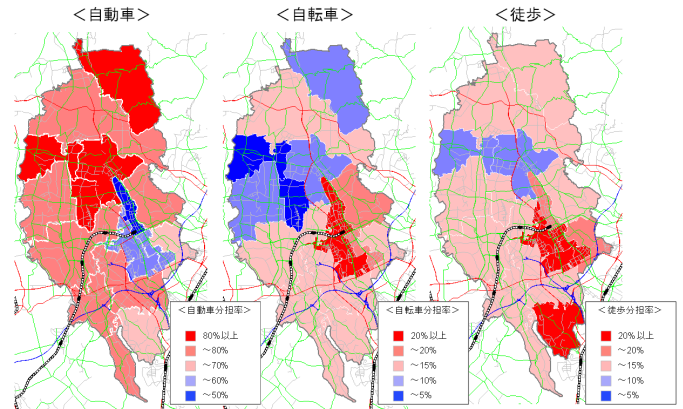 ＜自動車＞
＜自転車＞
＜徒歩＞
＜自動車分担率＞
80%以上
～80%
～70%
～60%
～50%
＜自転車分担率＞
20%以上
～20%
～15%
～10%
～5%
＜徒歩分担率＞
20%以上
～20%
～15%
～10%
～5%